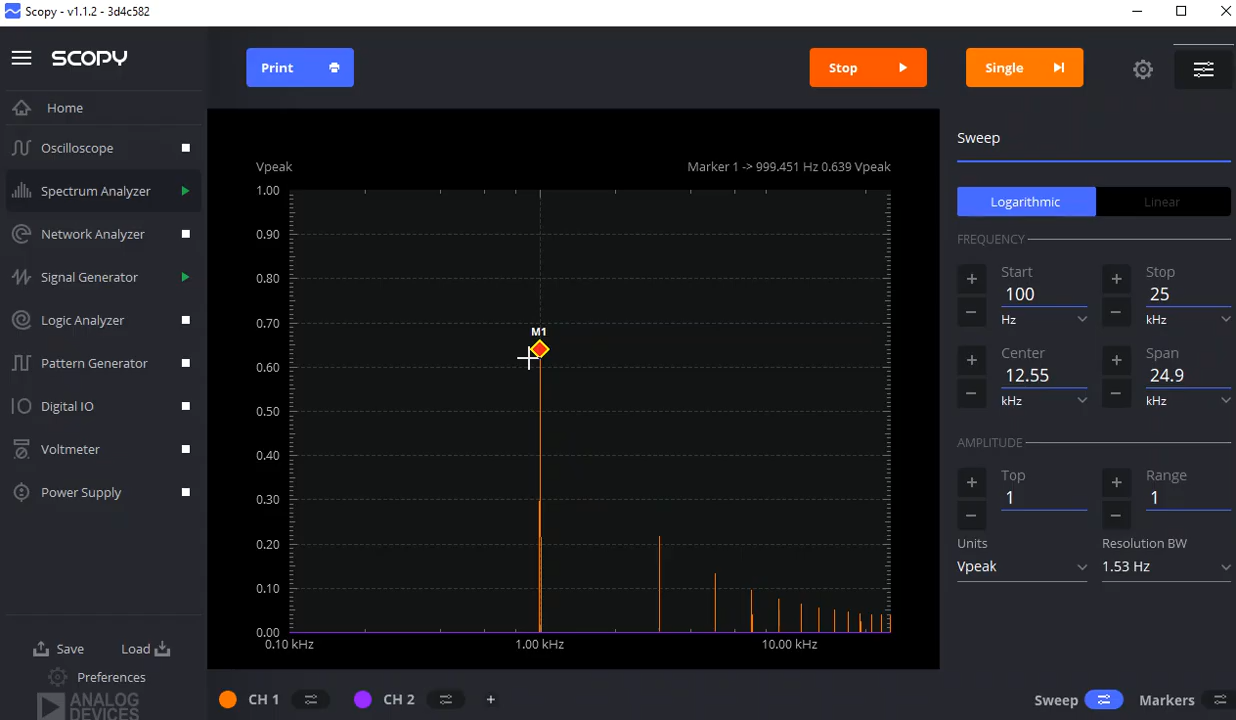 Scopy - v1.1.2 - 3d4c582
SCOPY
Print
Stop
Single
Home
Oscilloscope
Spectrum Analyzer
Network Analyzer
Signal Generator
Logic Analyzer
Pattern Generator
Digital IO
Voltmeter
Power Supply
Save
Load
Preferences
ANALOG
DEVICES
Vpeak
Marker 1 -> 999.451 Hz 0.639 Vpeak
1.00
0.90
0.80
0.70
M1
0.60
0.50
0.40
0.30
0.20
0.10
0.00
0.10 kHz
1.00 kHz
10.00 kHz
CH 1
CH 2
+
Sweep
Logarithmic
Linear
FREQUENCY
Start
100
Hz
Stop
25
kHz
Center
12.55
kHz
Span
24.9
kHz
AMPLITUDE
Top
1
Range
1
Units
Vpeak
Resolution BW
1.53 Hz
Sweep
Markers